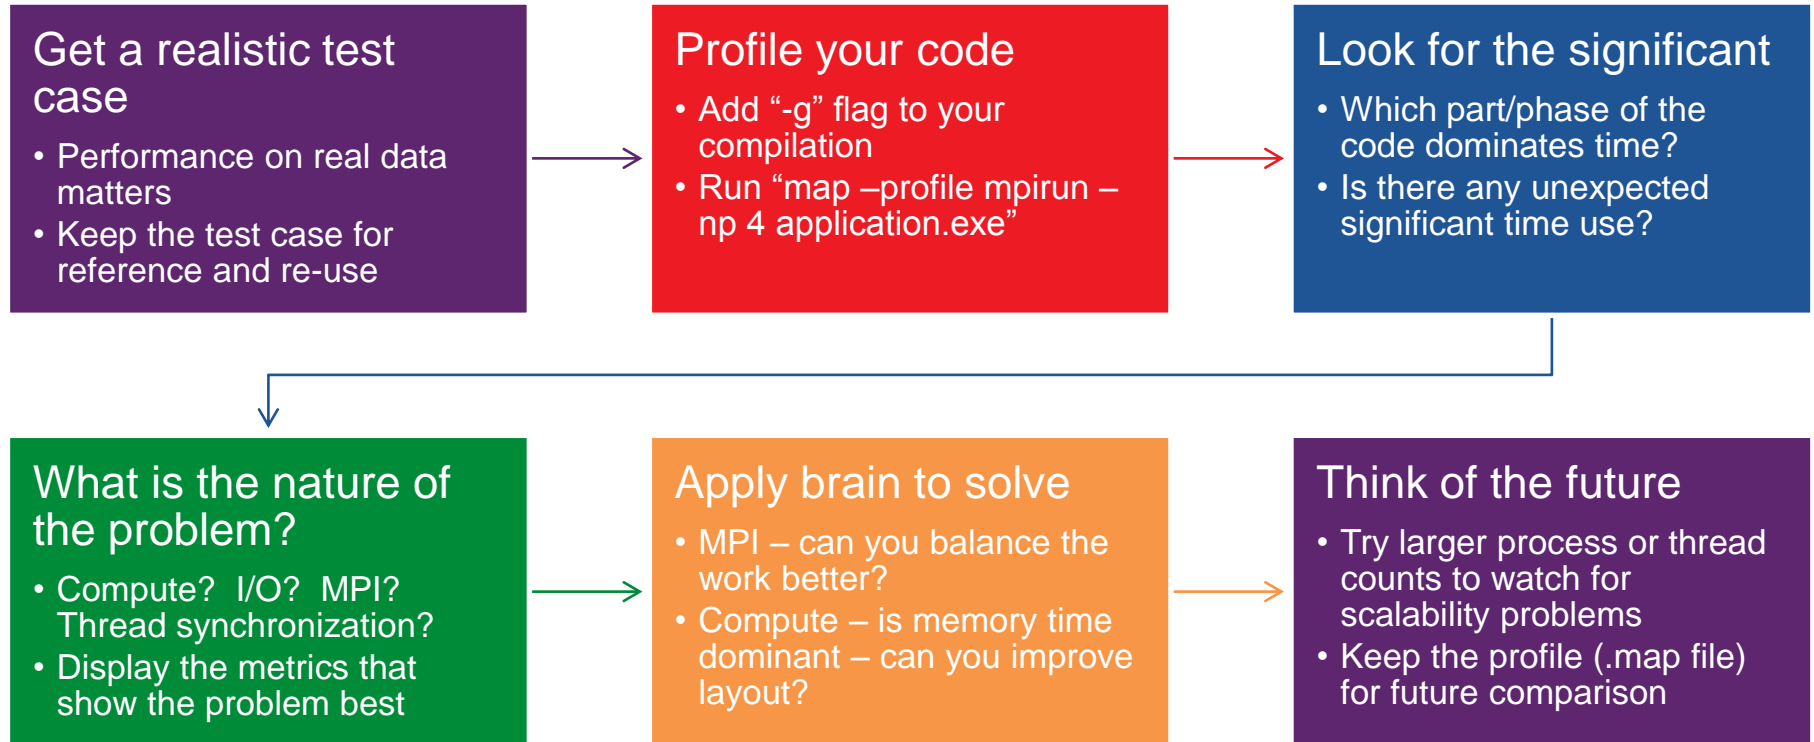 Get a realistic test
case
• Performance on real data
matters
• Keep the test case for
reference and re-use
Profile your code
• Add “-g” flag to your
compilation
• Run “map –profile mpirun –
np 4 application.exe”
Look for the significant
• Which part/phase of the
code dominates time?
• Is there any unexpected
significant time use?
What is the nature of
the problem?
• Compute? I/O? MPI?
Thread synchronization?
• Display the metrics that
show the problem best
Apply brain to solve
• MPI – can you balance the
work better?
• Compute – is memory time
dominant – can you improve
layout?
Think of the future
• Try larger process or thread
counts to watch for
scalability problems
• Keep the profile (.map file)
for future comparison